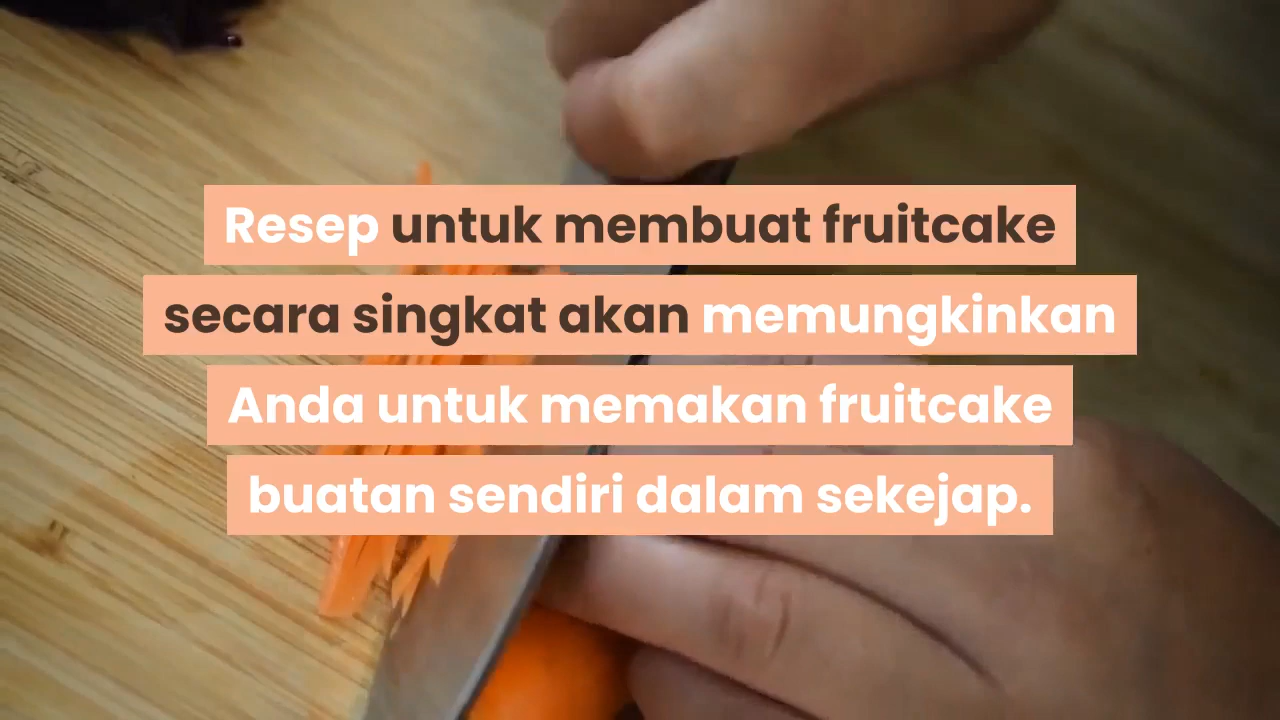 Resep untuk membuat fruitcake
secara singkat akan memungkinkan
Anda untuk memakan fruitcake
buatan sendiri dalam sekejap.